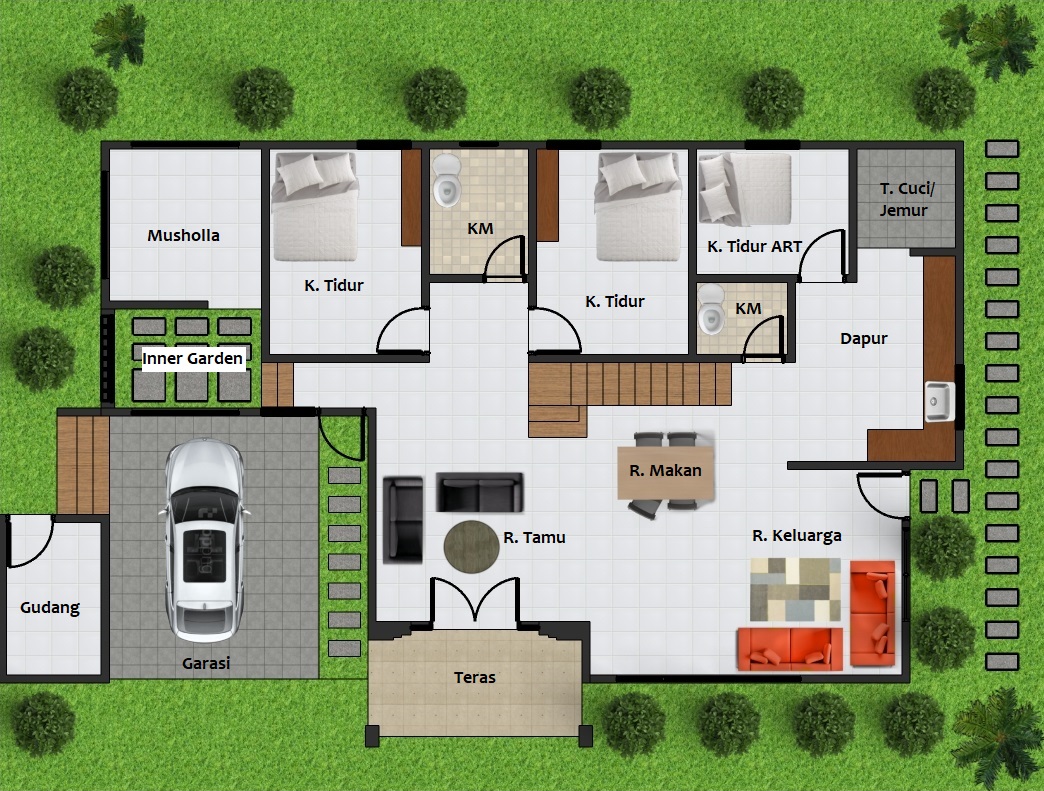 T. Cuci/
Jemur
Musholla
KM
K. Tidur ART
K. Tidur
K. Tidur
KM
Dapur
Inner Garden
R. Makan
R. Tamu
R. Keluarga
Gudang
Garasi
Teras